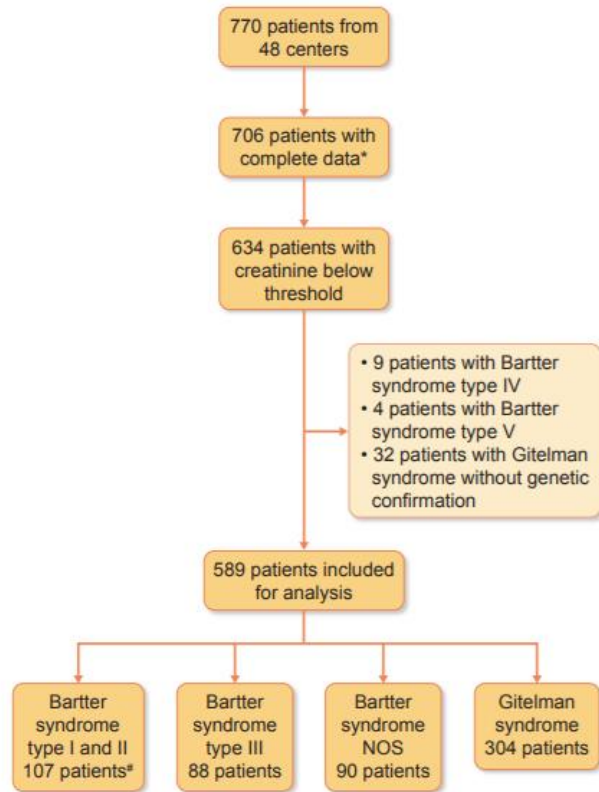 770 patients from
48 centers
706 patients with
complete data*
634 patients with
creatinine below
threshold
• 9 patients with Bartter
syndrome type IV
• 4 patients with Bartter
syndrome type V
• 32 patients with Gitelman
syndrome without genetic
confirmation
589 patients included
for analysis
Bartter
syndrome
type I and II
107 patients#
Bartter
syndrome
type III
88 patients
Bartter
syndrome
NOS
90 patients
Gitelman
syndrome
304 patients